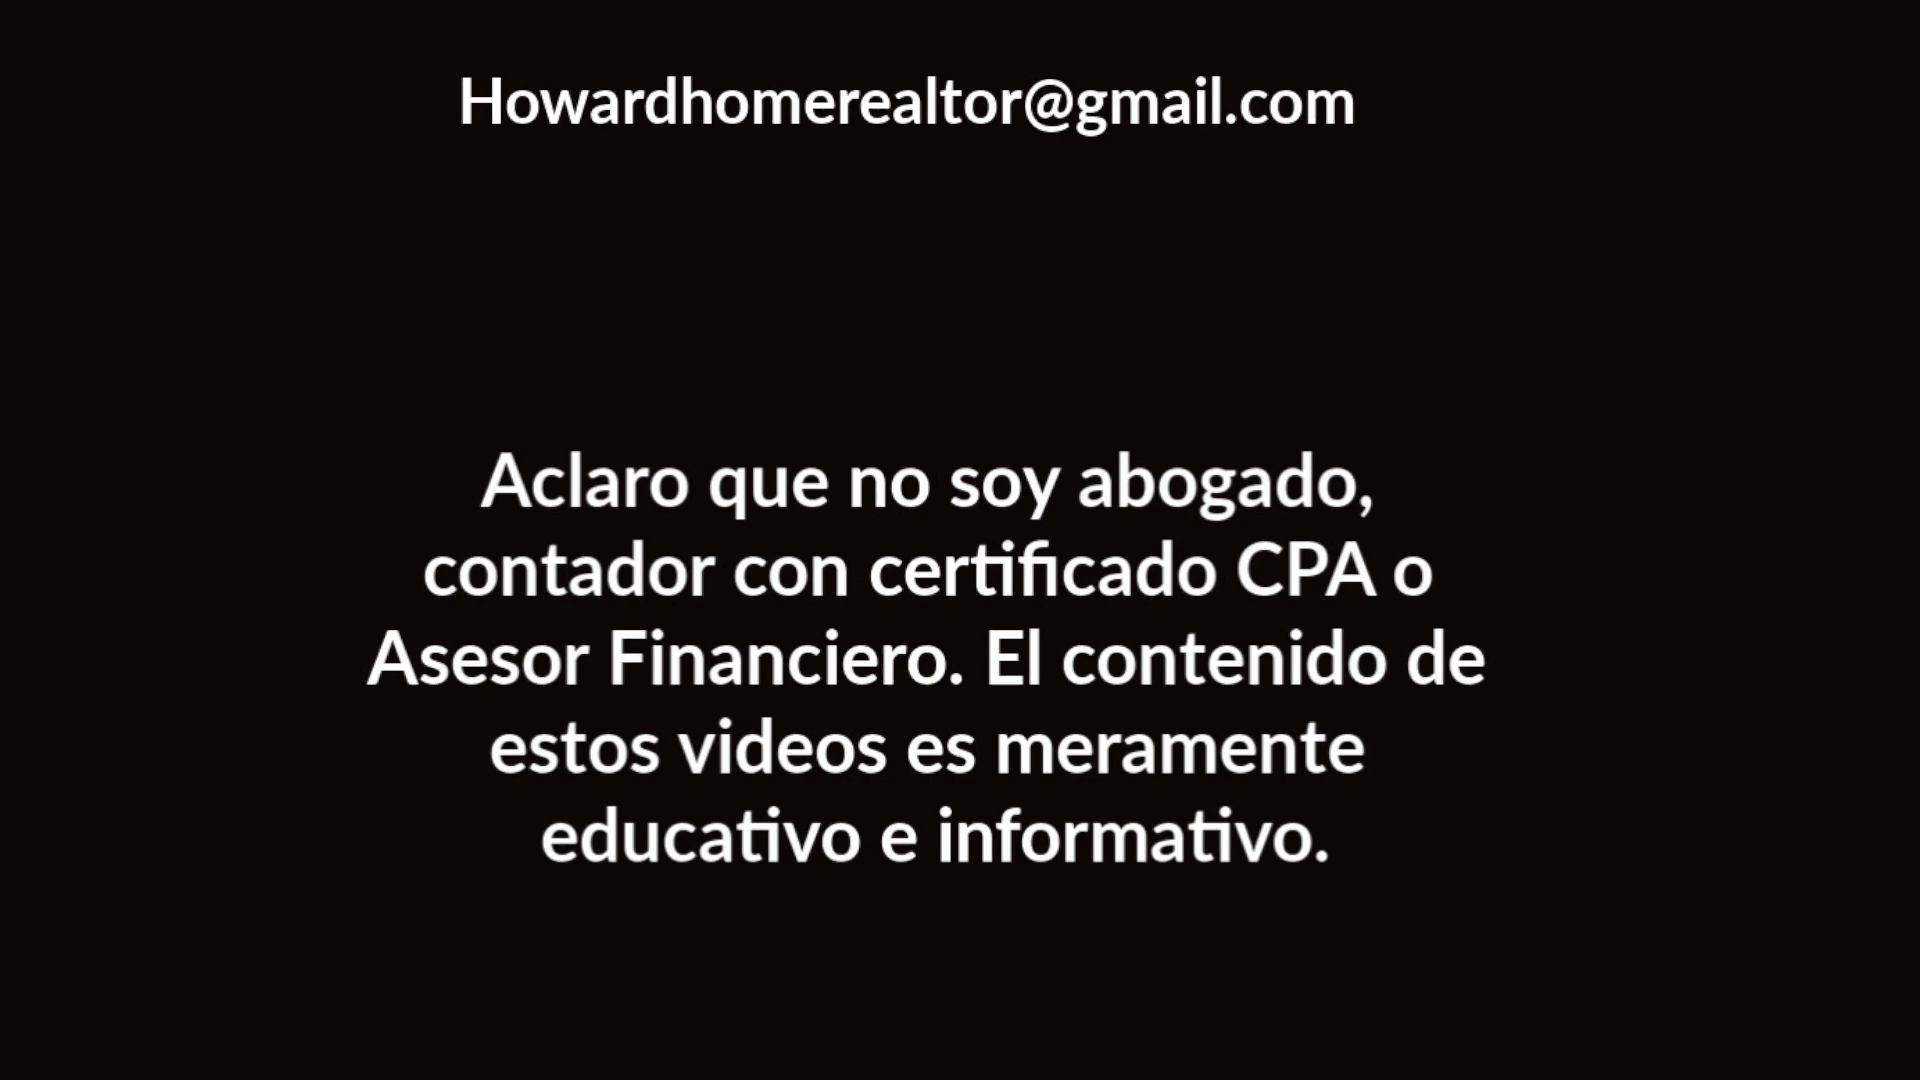 Howardhomerealtor@gmail.com
Aclaro que no soy abogado,
contador con certificado CPA o
Asesor Financiero. El contenido de
estos videos es meramente
educativo e informativo.